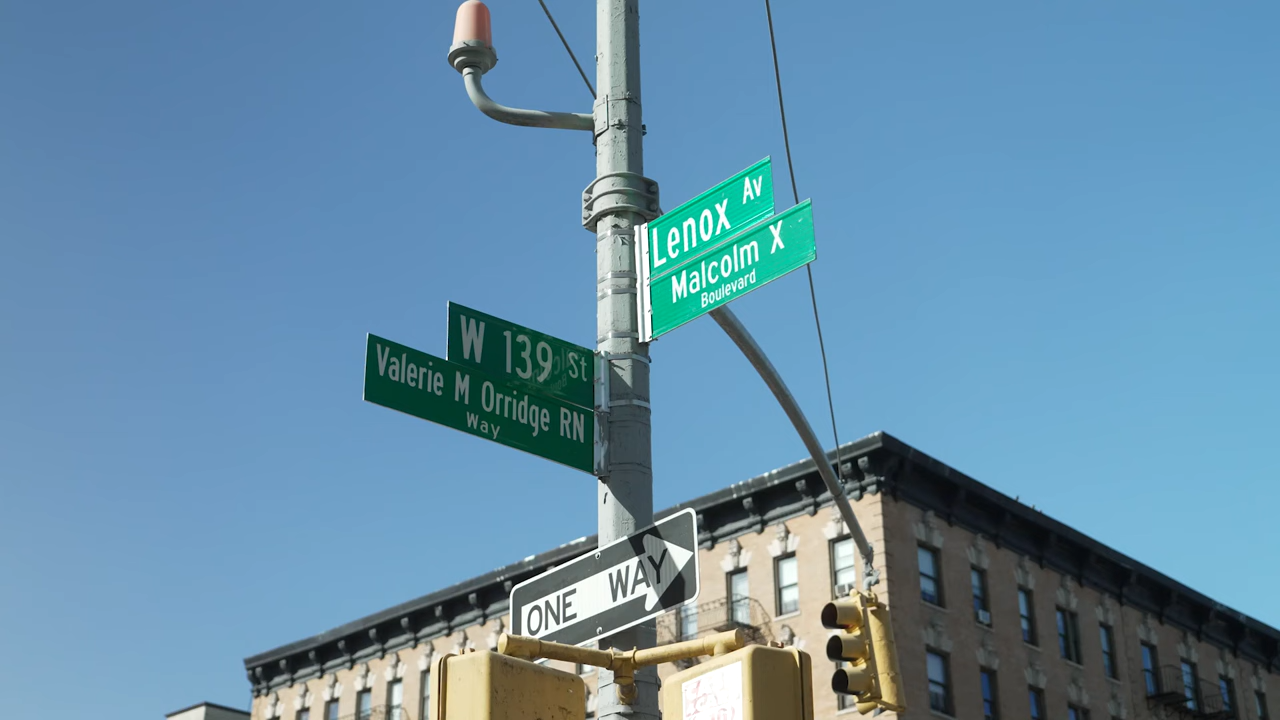 Lenox Av
Malcolm X
Boulevard
W 139 St
Valerie M Orridge RN
Way
ONE WAY